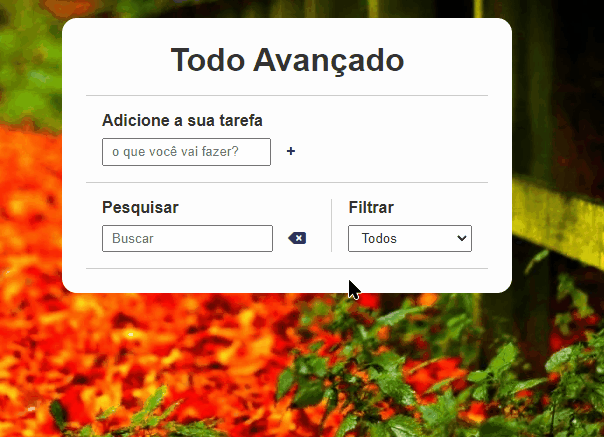 Todo Avançado
Adicione a sua tarefa
o que você vai fazer?
+
Pesquisar
Filtrar
Buscar
Todos